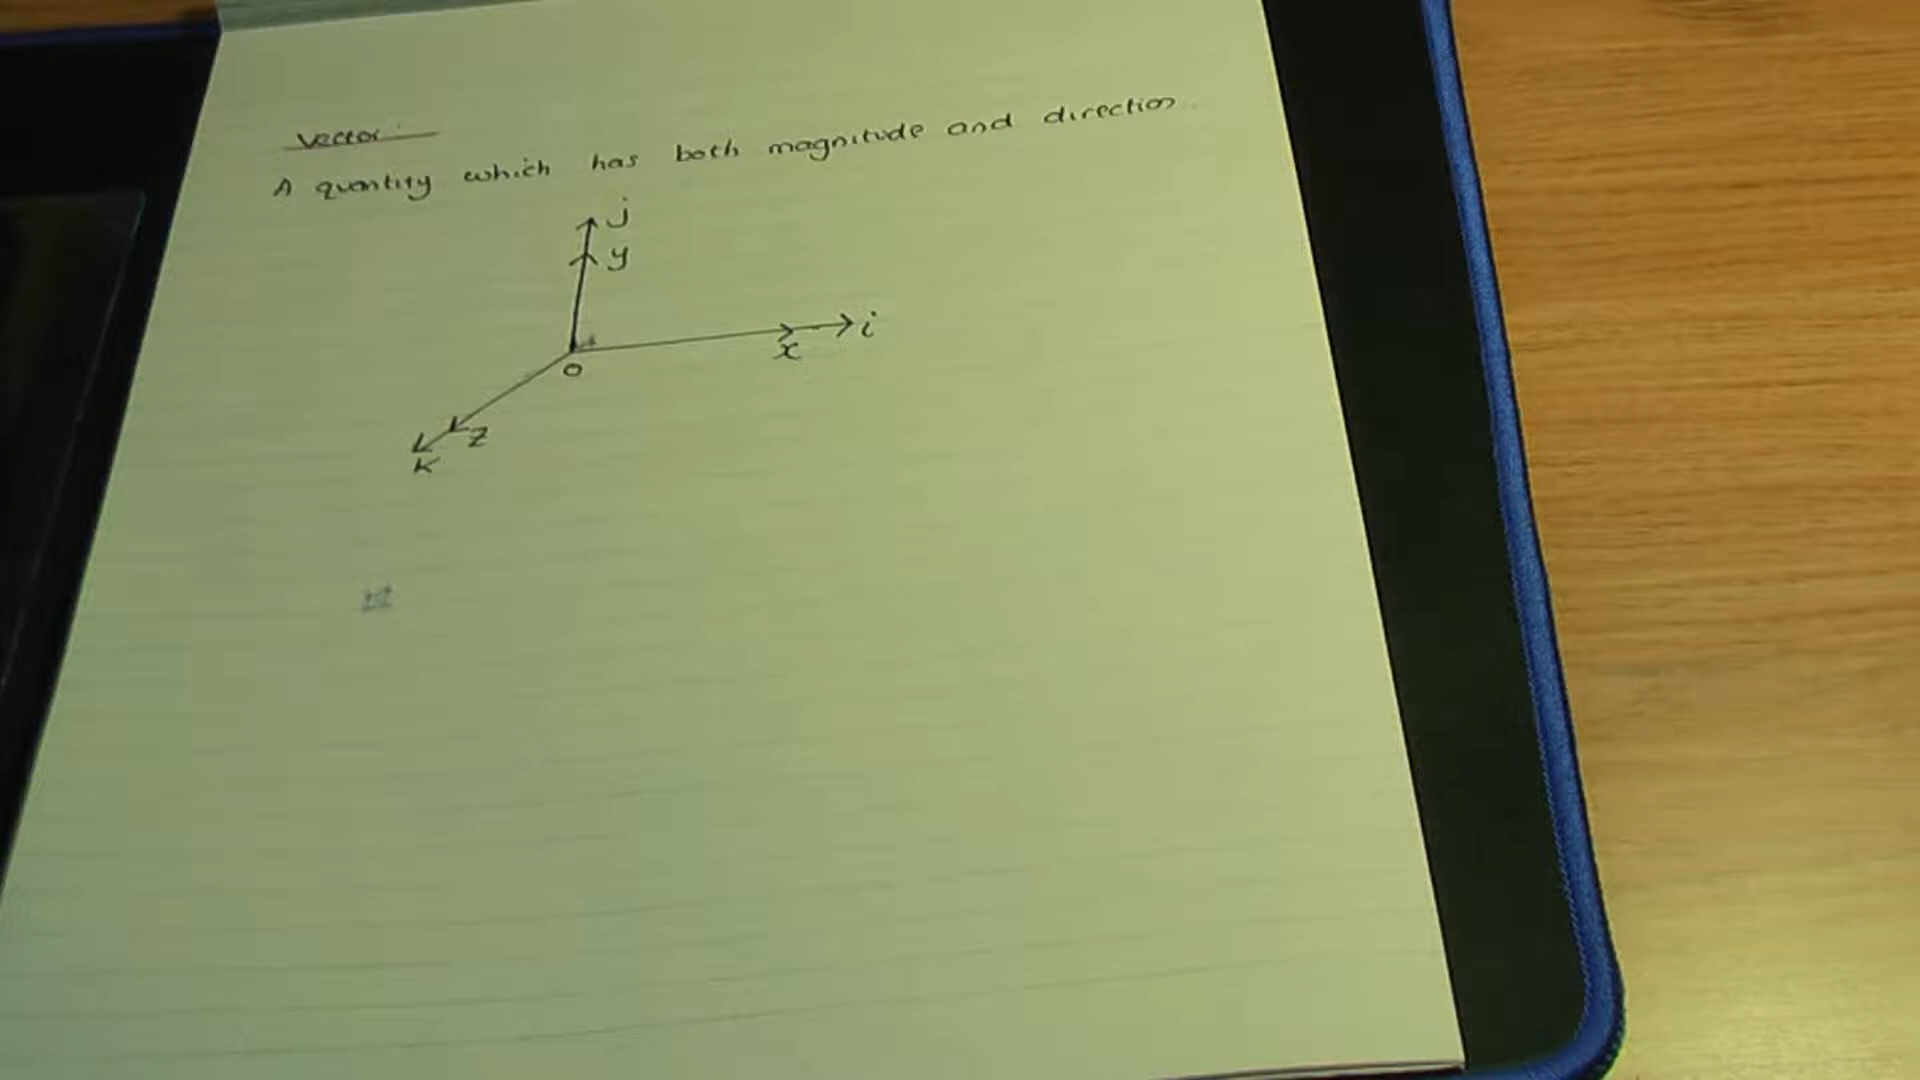 Vector
A quantity which has both magnitude and direction
j
y
i
x
o
z
k